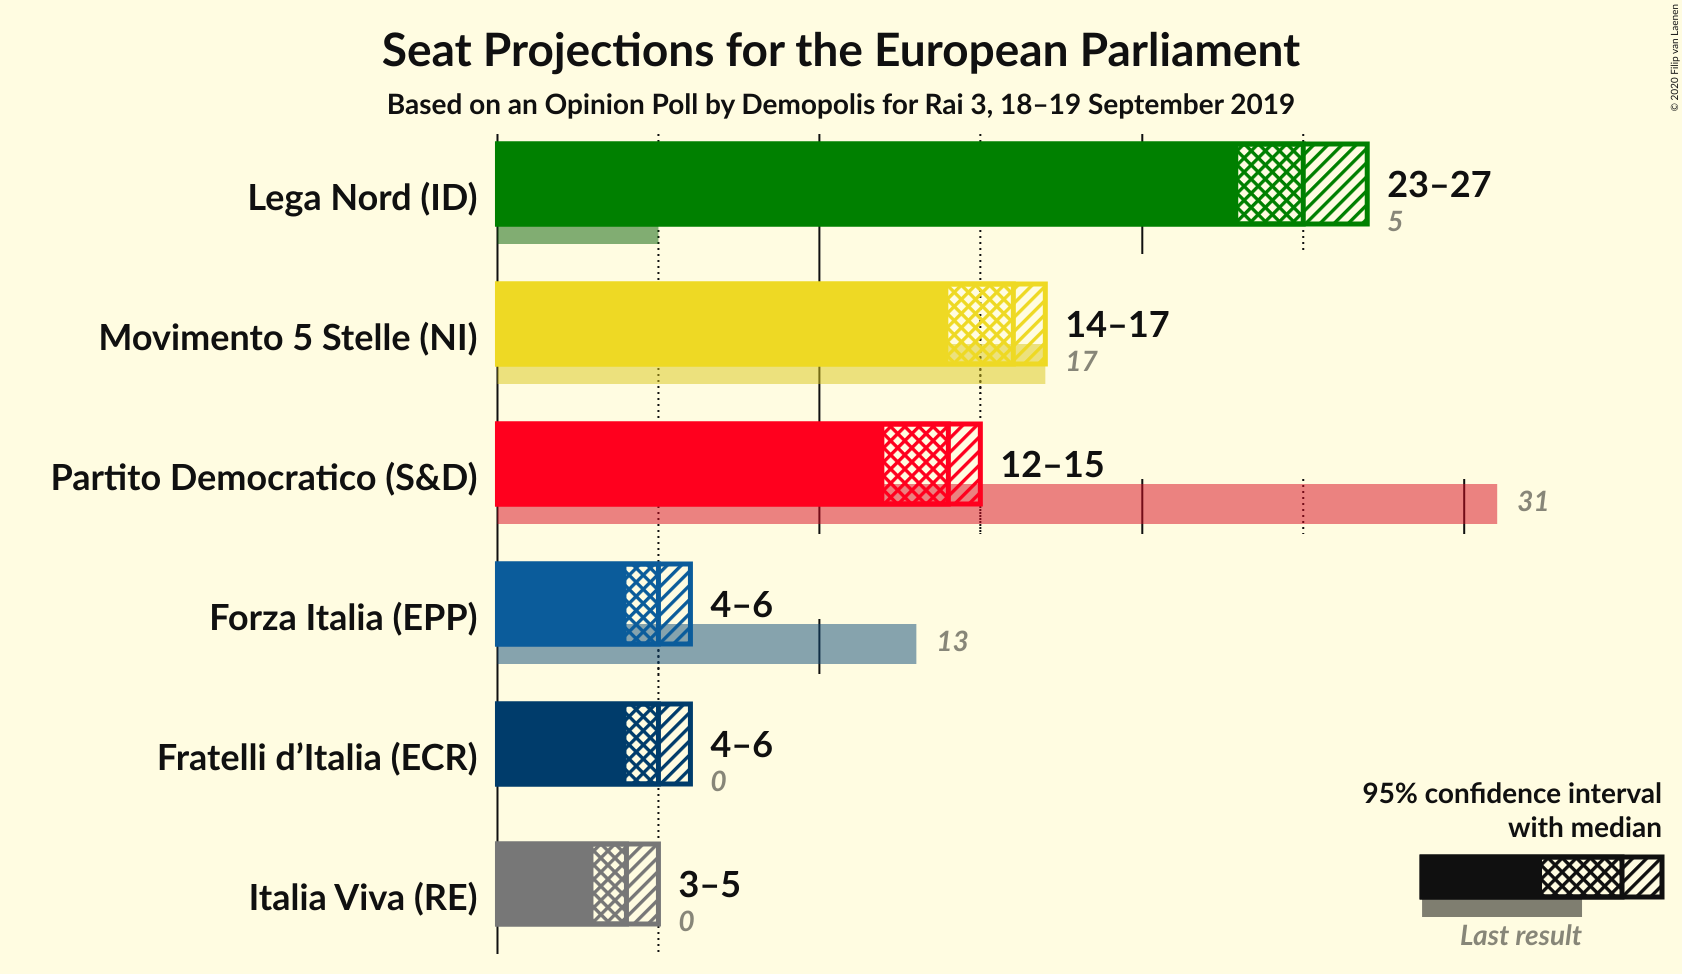 Seat Projections for the European Parliament
Based on an Opinion Poll by Demopolis for Rai 3, 18–19 September 2019
© 2020 Filip van Laenen
Lega Nord (ID)
23–27
5
Movimento 5 Stelle (NI)
14–17
17
Partito Democratico (S&D)
12–15
31
Forza Italia (EPP)
4–6
13
Fratelli d’Italia (ECR)
4–6
0
Italia Viva (RE)
3–5
0
95% confidence interval
with median
Last result